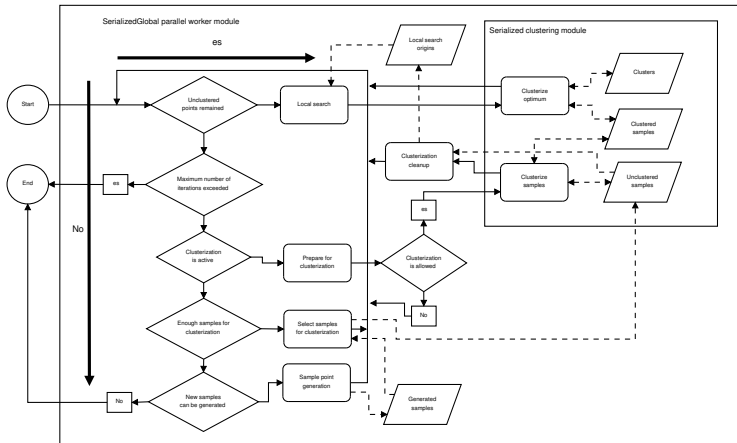 SerializedGlobal parallel worker module
es
Local search
origins
Serialized clustering module
Clusters
Start
Unclustered
points remained
Local search
Clusterize
optimum
Clustered
samples
Clusterization
cleanup
Clusterize
samples
Unclustered
samples
End
es
Maximum number of
iterations exceeded
es
No
Clusterization
is active
Prepare for
clusterization
Clusterization
is allowed
No
Enough samples for
clusterization
Select samples
for clusterization
Sample point
generation
No
New samples
can be generated
Generated
samples